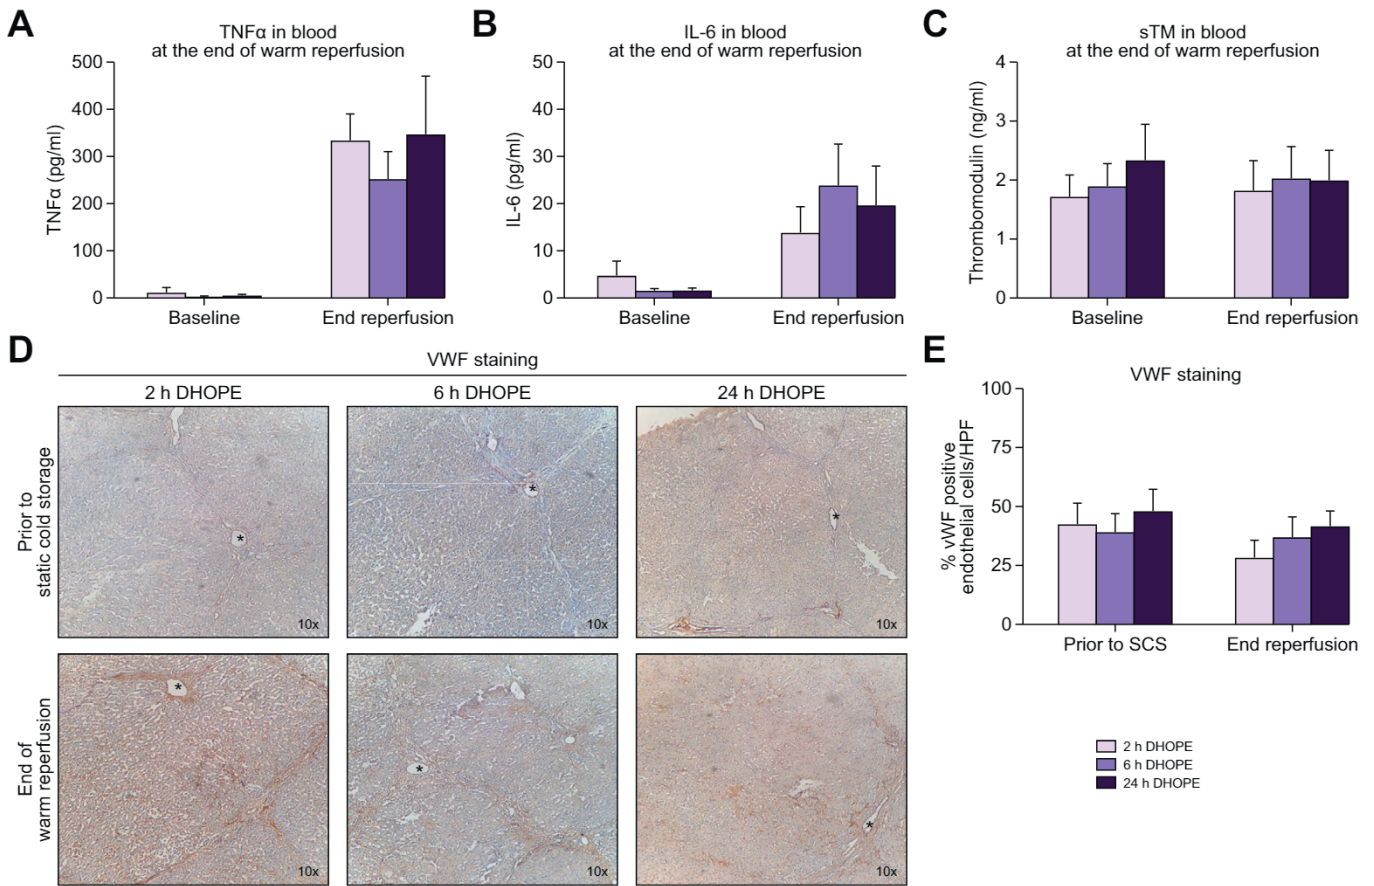 A
TNFα in blood
at the end of warm reperfusion
TNFα (pg/ml)
500
400
300
200
100
0
Baseline
End reperfusion
B
IL-6 in blood
at the end of warm reperfusion
IL-6 (pg/ml)
50
40
30
20
10
0
Baseline
End reperfusion
C
sTM in blood
at the end of warm reperfusion
Thrombomodulin (ng/ml)
4
3
2
1
0
Baseline
End reperfusion
D
VWF staining
2 h DHOPE
6 h DHOPE
24 h DHOPE
Prior to
static cold storage
*
10x
*
10x
*
10x
End of
warm reperfusion
*
10x
*
10x
*
10x
E
VWF staining
% vWF positive
endothelial cells/HPF
100
75
50
25
0
Prior to SCS
End reperfusion
2 h DHOPE
6 h DHOPE
24 h DHOPE